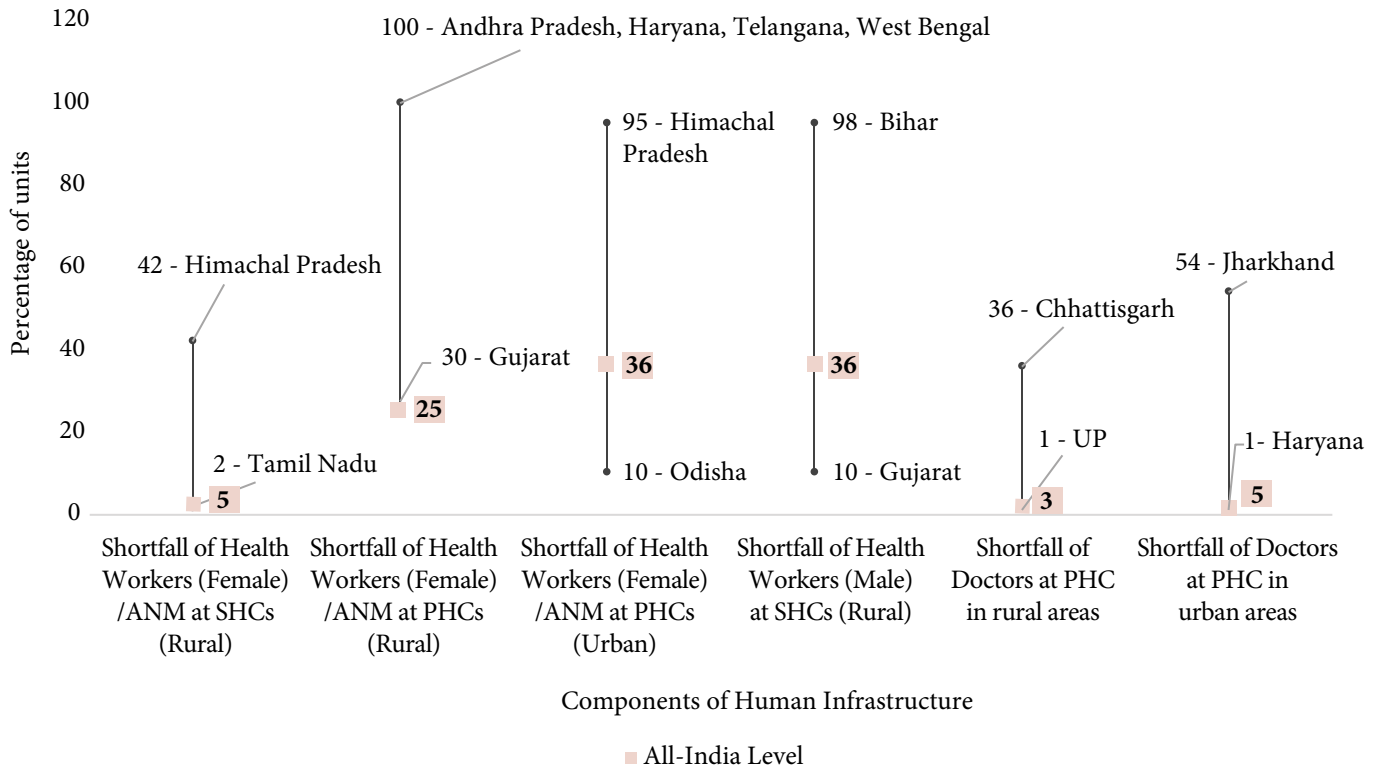 Percentage of units
120
100
80
60
40
20
0
100 - Andhra Pradesh, Haryana, Telangana, West Bengal
95 - Himachal
Pradesh
98 - Bihar
42 - Himachal Pradesh
54 - Jharkhand
36 - Chhattisgarh
30 - Gujarat
36
36
25
2 - Tamil Nadu
5
10 - Odisha
10 - Gujarat
1 - UP
3
1- Haryana
5
Shortfall of Health
Workers (Female)
/ANM at SHCs
(Rural)
Shortfall of Health
Workers (Female)
/ANM at PHCs
(Rural)
Shortfall of Health
Workers (Female)
/ANM at PHCs
(Urban)
Shortfall of Health
Workers (Male)
at SHCs (Rural)
Shortfall of
Doctors at PHC
in rural areas
Shortfall of Doctors
at PHC in
urban areas
Components of Human Infrastructure
All-India Level